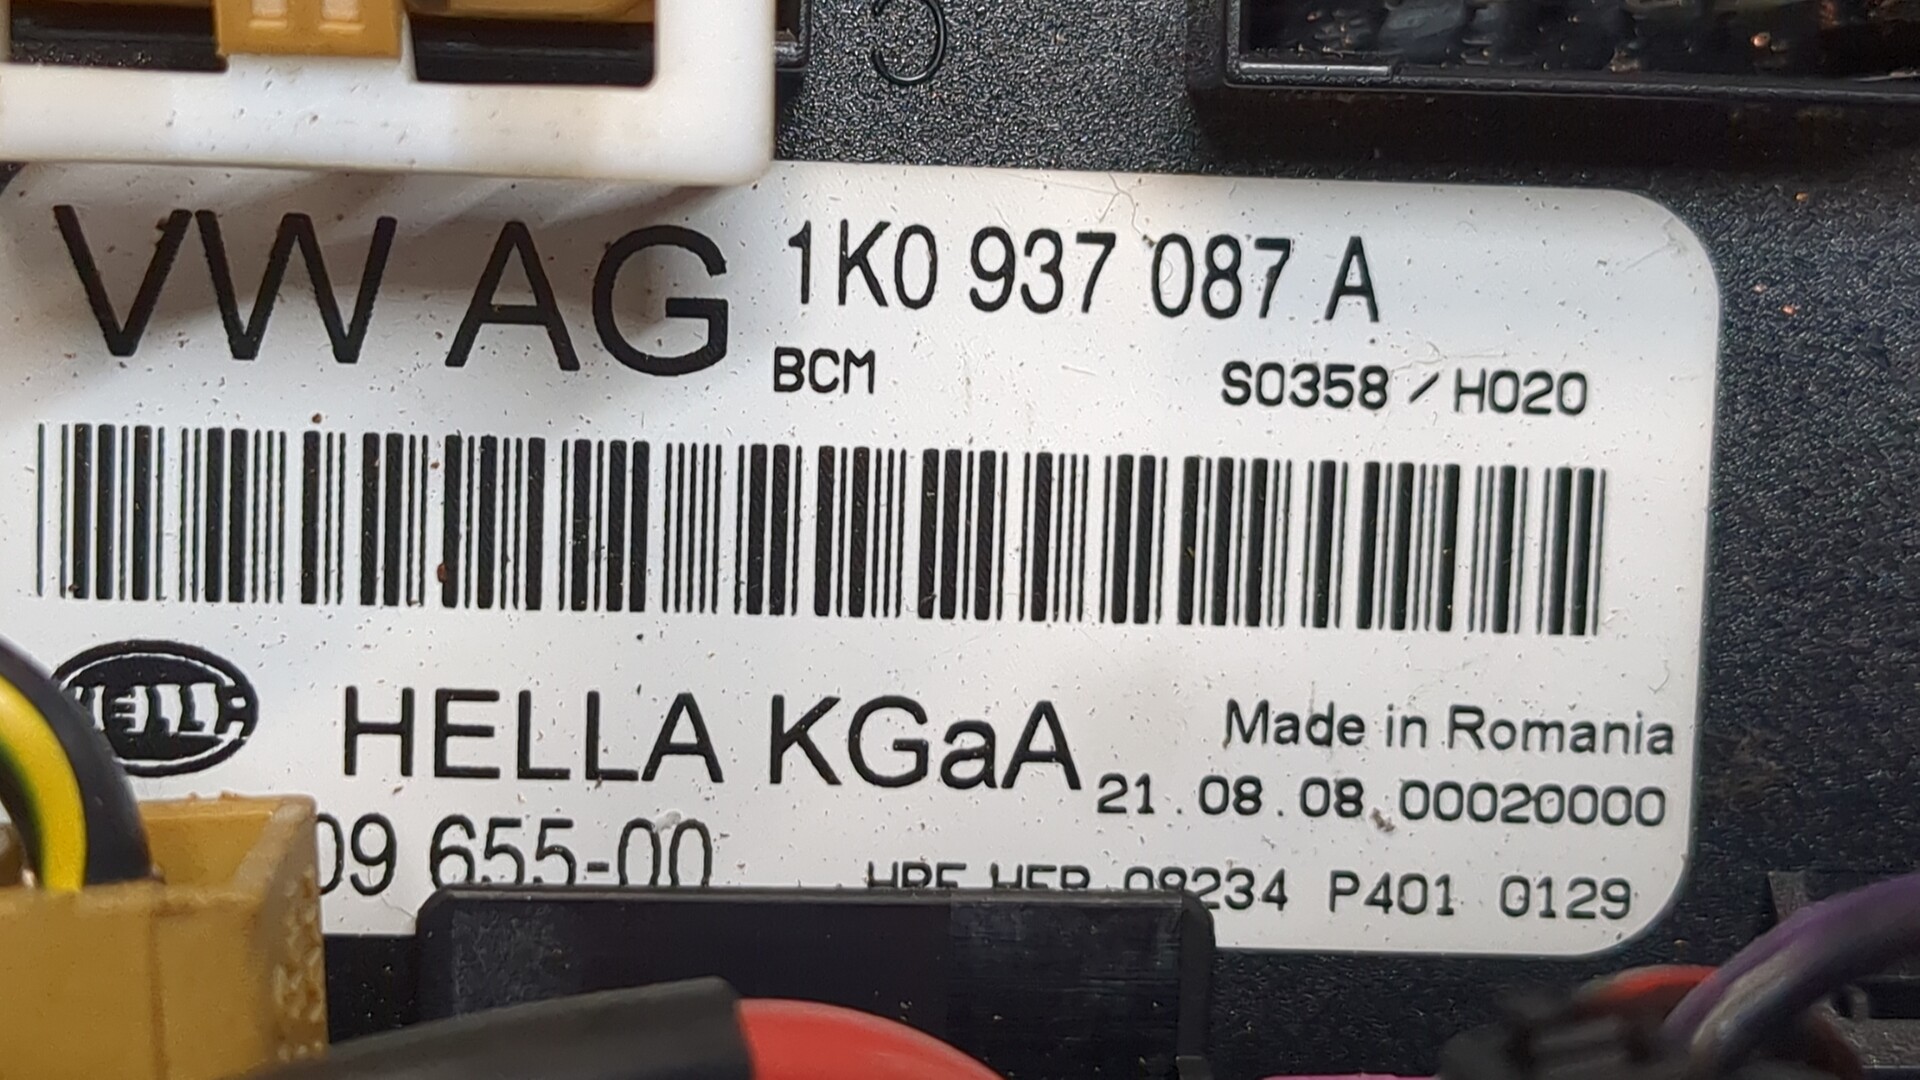 VW AG 1K0 937 087 A
BCM S0358 / H020
HELLA
HELLA KGaA Made in Romania
21.08.08 00020000
09 655-00
P401 0129